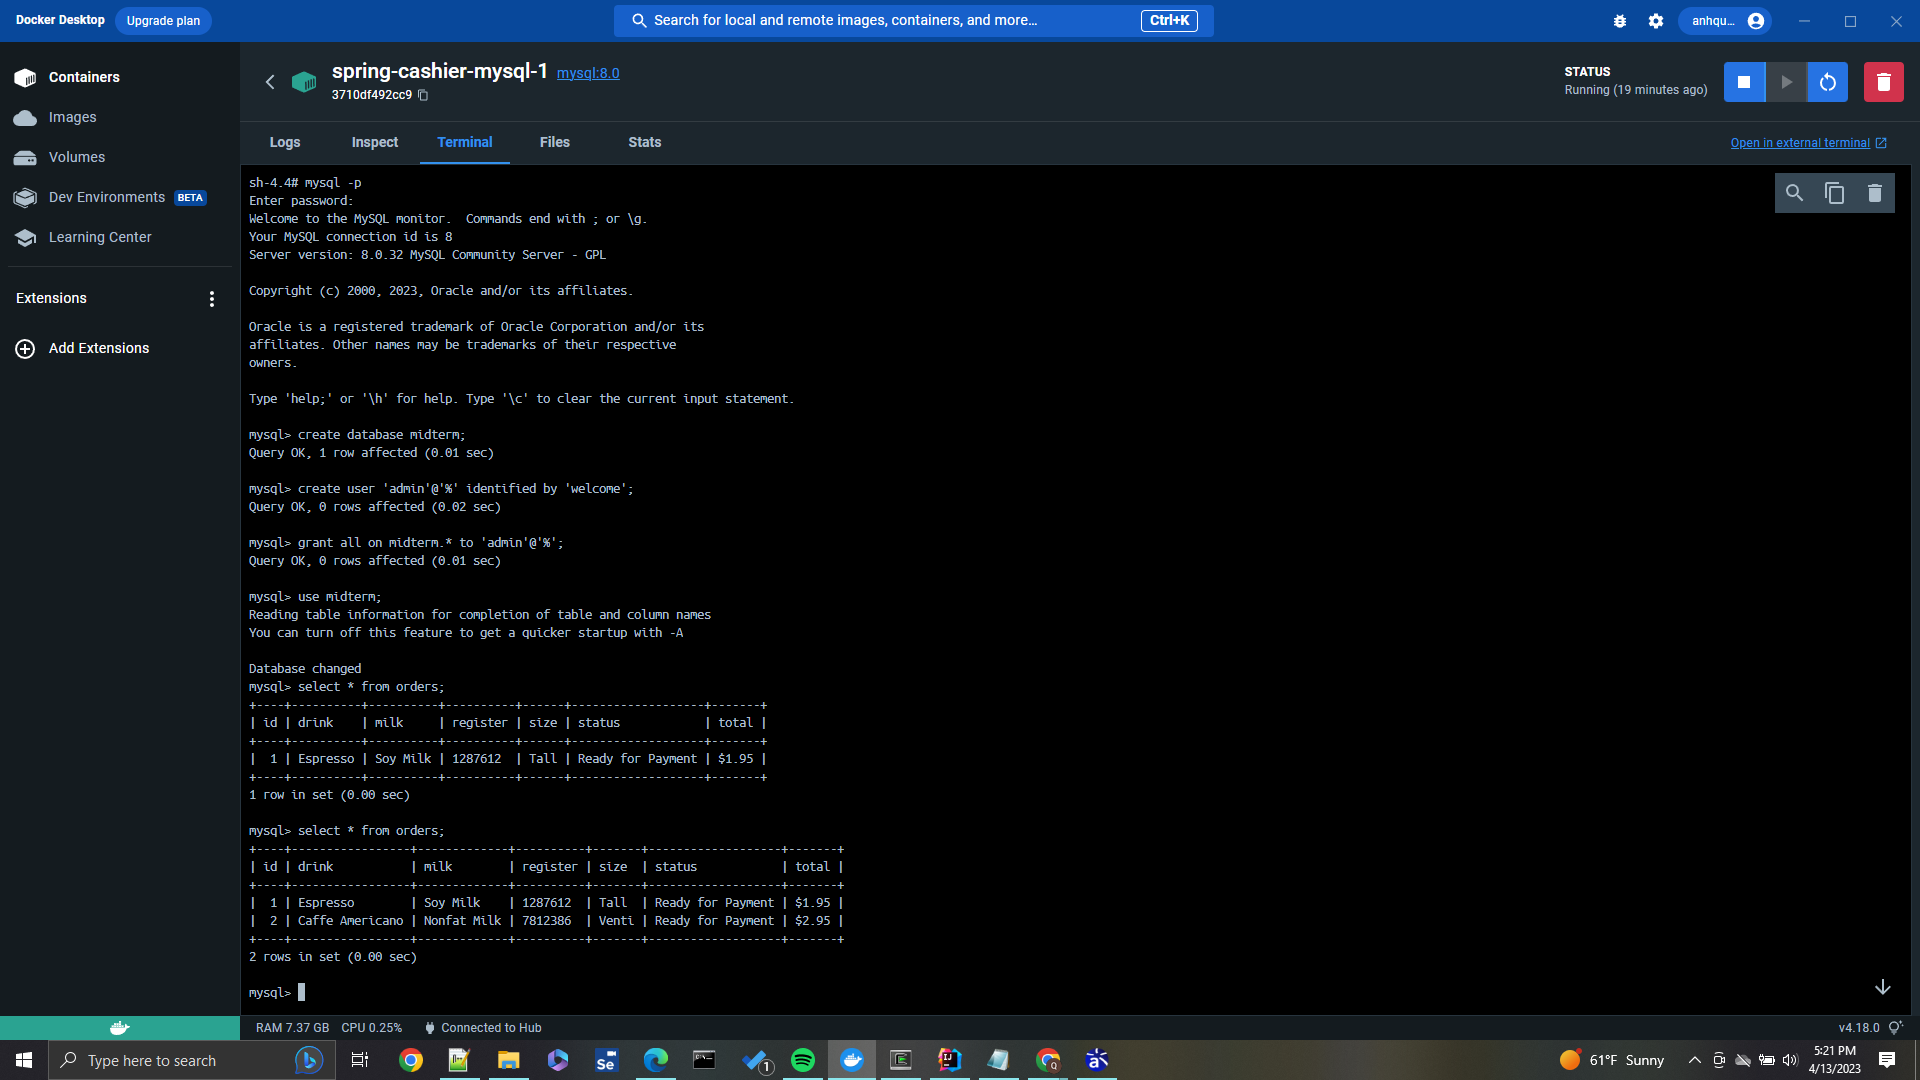 Docker Desktop
Upgrade plan
Search for local and remote images, containers, and more...
Ctrl+K
anhqu...
Containers
Images
Volumes
Dev Environments BETA
Learning Center
Extensions
Add Extensions
spring-cashier-mysql-1 mysql:8.0
3710df492cc9
STATUS
Running (19 minutes ago)
Logs Inspect Terminal Files Stats
Open in external terminal
sh-4.4# mysql -p
Enter password:
Welcome to the MySQL monitor.  Commands end with ; or \g.
Your MySQL connection id is 8
Server version: 8.0.32 MySQL Community Server - GPL
Copyright (c) 2000, 2023, Oracle and/or its affiliates.
Oracle is a registered trademark of Oracle Corporation and/or its
affiliates. Other names may be trademarks of their respective
owners.
Type 'help;' or '\h' for help. Type '\c' to clear the current input statement.
mysql> create database midterm;
Query OK, 1 row affected (0.01 sec)
mysql> create user 'admin'@'%' identified by 'welcome';
Query OK, 0 rows affected (0.02 sec)
mysql> grant all on midterm.* to 'admin'@'%';
Query OK, 0 rows affected (0.01 sec)
mysql> use midterm;
Reading table information for completion of table and column names
You can turn off this feature to get a quicker startup with -A
Database changed
mysql> select * from orders;
+----+----------+----------+----------+------+-------------------+-------+
| id | drink    | milk     | register | size | status            | total |
+----+----------+----------+----------+------+-------------------+-------+
|  1 | Espresso | Soy Milk | 1287612  | Tall | Ready for Payment | $1.95 |
+----+----------+----------+----------+------+-------------------+-------+
1 row in set (0.00 sec)
mysql> select * from orders;
+----+-----------------+-------------+----------+-------+-------------------+-------+
| id | drink           | milk        | register | size  | status            | total |
+----+-----------------+-------------+----------+-------+-------------------+-------+
|  1 | Espresso        | Soy Milk    | 1287612  | Tall  | Ready for Payment | $1.95 |
|  2 | Caffe Americano | Nonfat Milk | 7812386  | Venti | Ready for Payment | $2.95 |
+----+-----------------+-------------+----------+-------+-------------------+-------+
2 rows in set (0.00 sec)
mysql>
RAM 7.37 GB CPU 0.25% Connected to Hub
v4.18.0
Type here to search
Se
1
IJ
Q
61°F Sunny
5:21 PM
4/13/2023